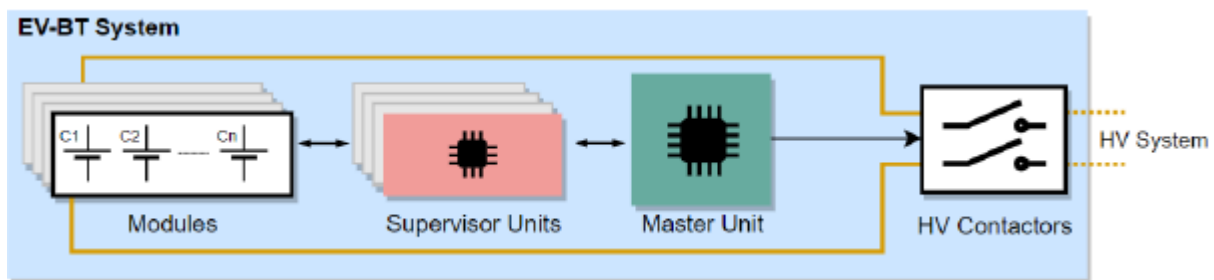 EV-BT System
C1 C2 Cn
HV System
Modules
Supervisor Units
Master Unit
HV Contactors